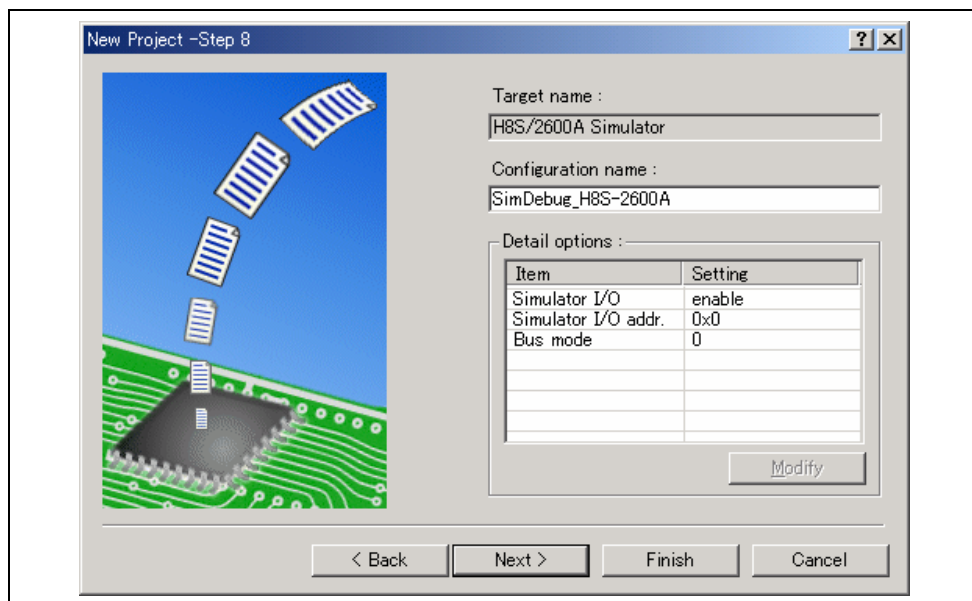 New Project -Step 8
Target name :
H8S/2600A Simulator
Configuration name :
SimDebug_H8S-2600A
Detail options :
Item Setting
Simulator I/O enable
Simulator I/O addr. 0x0
Bus mode 0
Modify
< Back Next > Finish Cancel